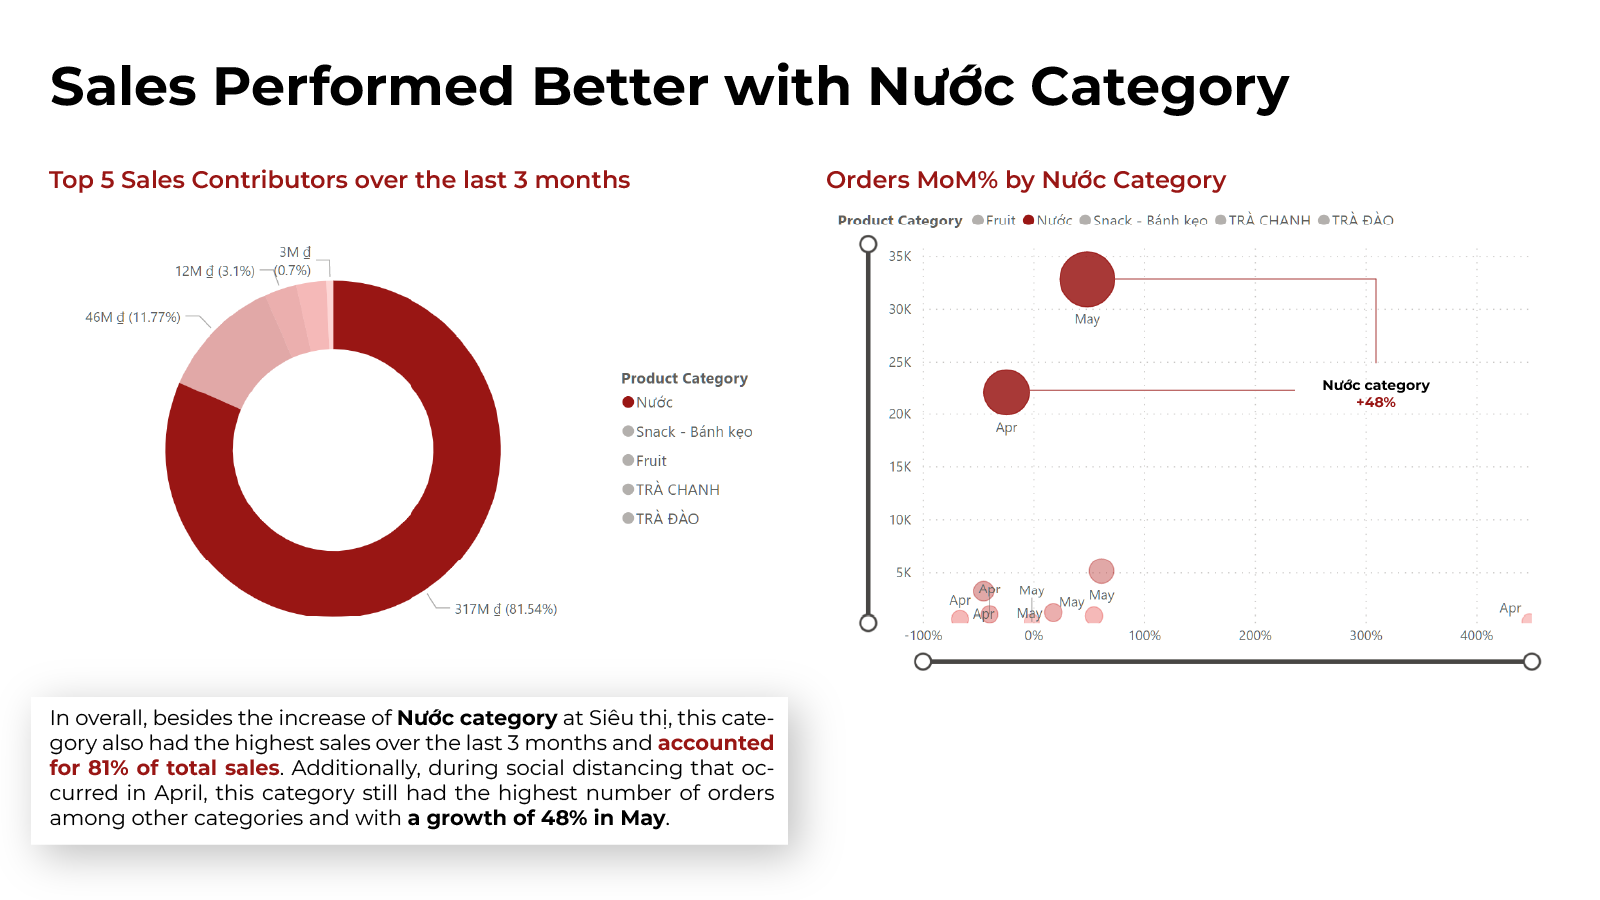 Sales Performed Better with Nước Category
Top 5 Sales Contributors over the last 3 months
3M ₫
(0.7%)
12M ₫ (3.1%)
46M ₫ (11.77%)
317M ₫ (81.54%)
Product Category
Nước
Snack - Bánh kẹo
Fruit
TRÀ CHANH
TRÀ ĐÀO
Orders MoM% by Nước Category
Product Category Fruit Nước Snack - Bánh kẹo TRÀ CHANH TRÀ ĐÀO
35K
30K
25K
20K
15K
10K
5K
May
Apr
Nước category
+48%
Apr
Apr
Apr
May
May
May
May
Apr
-100% 0% 100% 200% 300% 400%
In overall, besides the increase of Nước category at Siêu thị, this cate-
gory also had the highest sales over the last 3 months and accounted
for 81% of total sales. Additionally, during social distancing that oc-
curred in April, this category still had the highest number of orders
among other categories and with a growth of 48% in May.